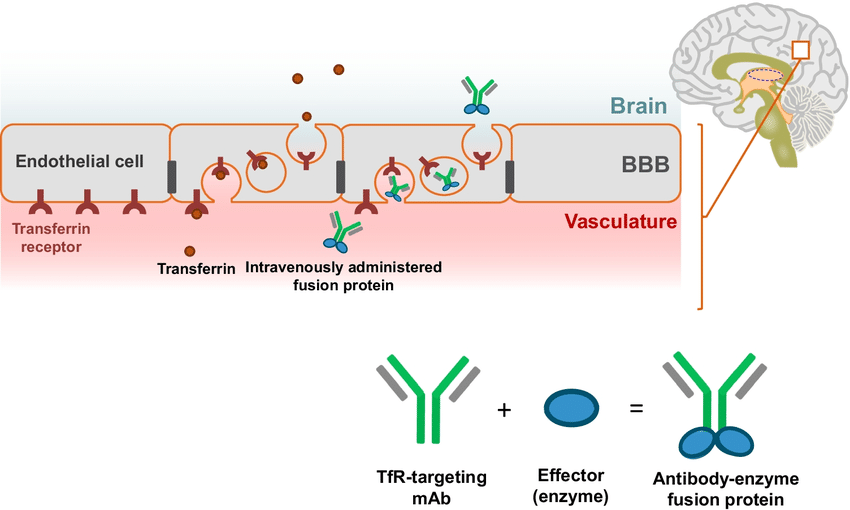 Brain
Endothelial cell
BBB
Vasculature
Transferrin
receptor
Transferrin
Intravenously administered
fusion protein
+
=
TfR-targeting
mAb
Effector
(enzyme)
Antibody-enzyme
fusion protein